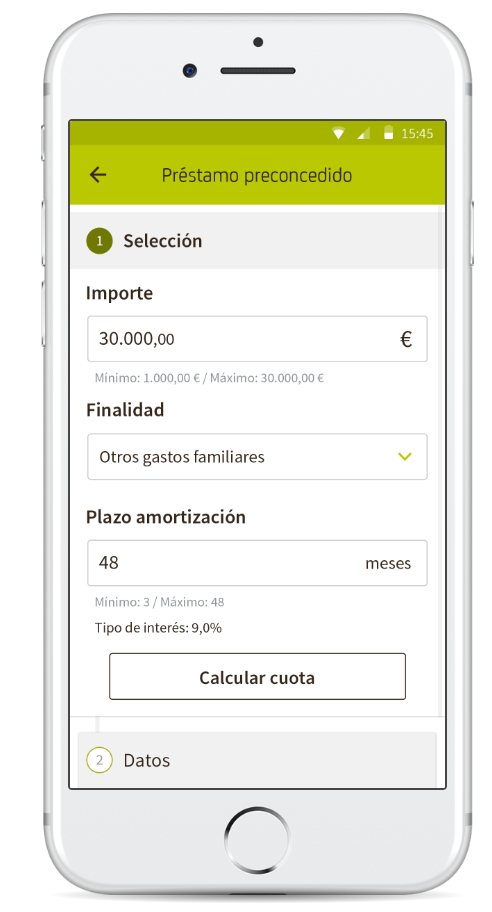 15:45
Préstamo preconcedido
1 Selección
Importe
30.000,00 €
Mínimo: 1.000,00 € / Máximo: 30.000,00 €
Finalidad
Otros gastos familiares
Plazo amortización
48 meses
Mínimo: 3 / Máximo: 48
Tipo de interés: 9,0%
Calcular cuota
2 Datos